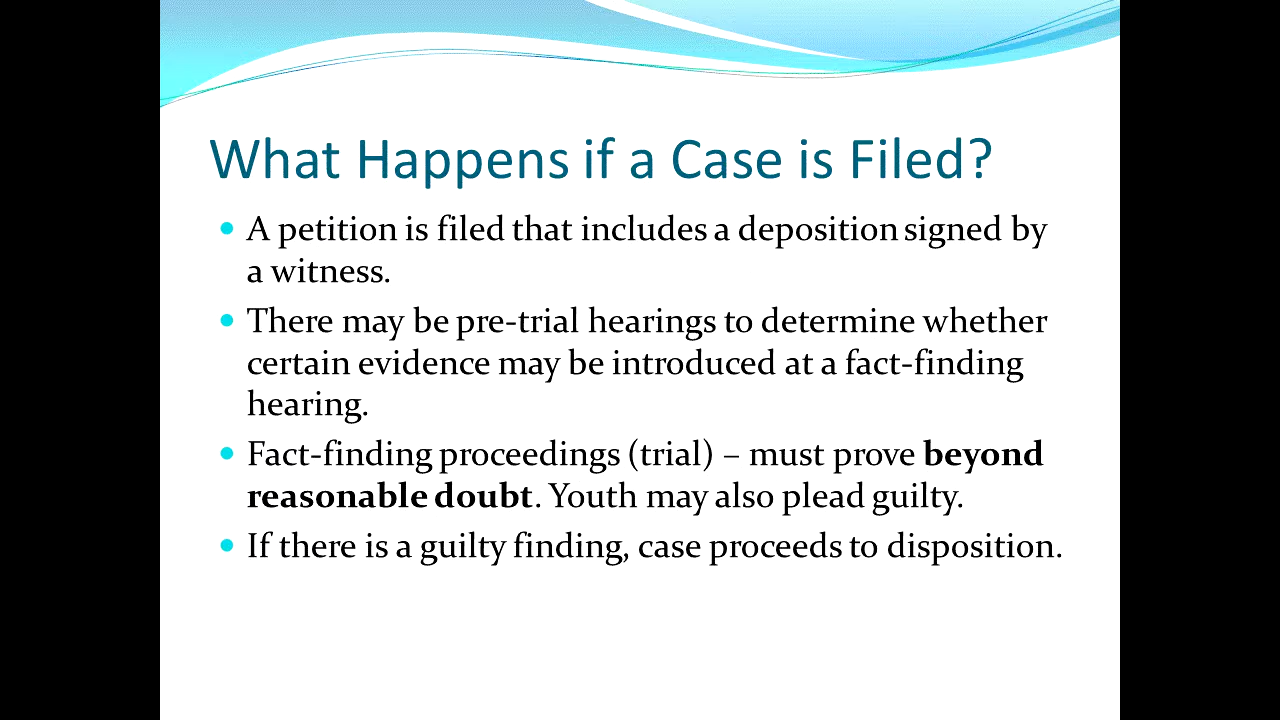 What Happens if a Case is Filed?
• A petition is filed that includes a deposition signed by
a witness.
• There may be pre-trial hearings to determine whether
certain evidence may be introduced at a fact-finding
hearing.
• Fact-finding proceedings (trial) – must prove beyond
reasonable doubt. Youth may also plead guilty.
• If there is a guilty finding, case proceeds to disposition.